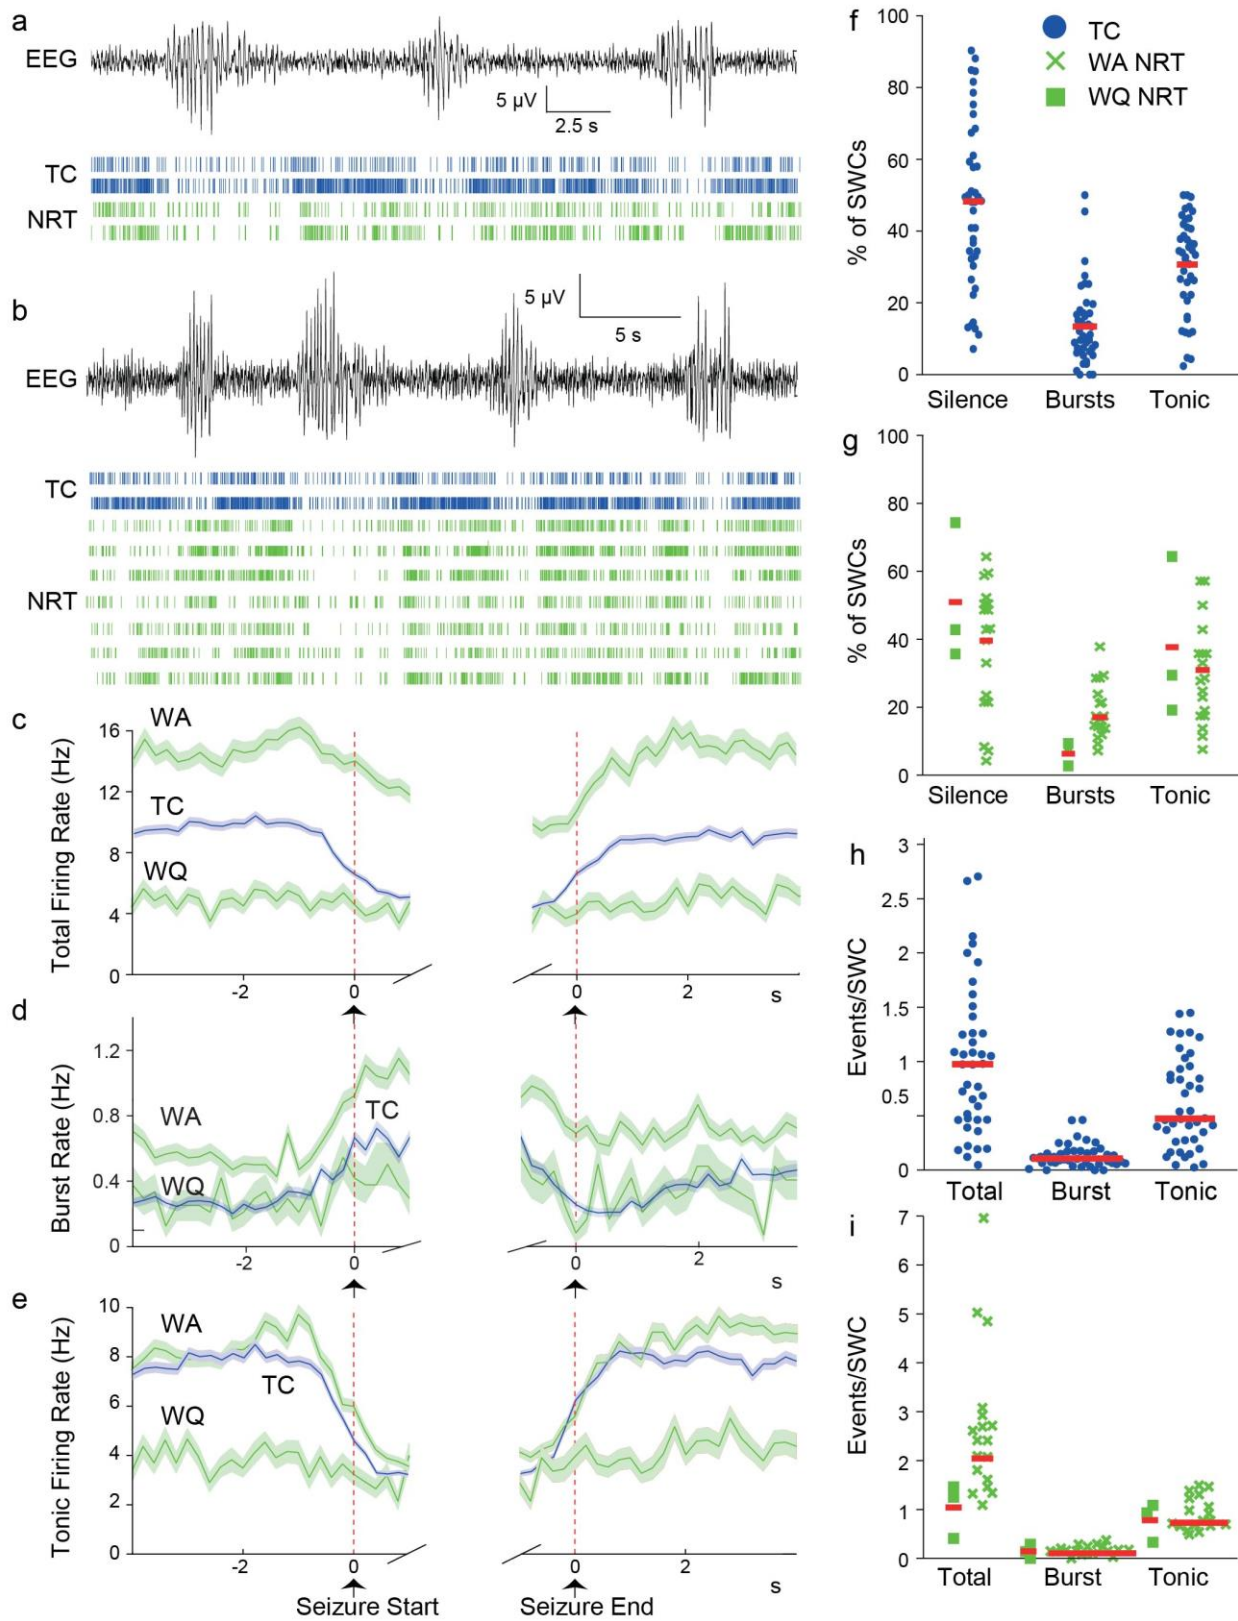 a
EEG
5 µV
2.5 s
TC
NRT
b
5 µV
5 s
EEG
TC
NRT
c
Total Firing Rate (Hz)
16
12
8
4
0
WA
TC
WQ
-2
0
0
2
s
d
Burst Rate (Hz)
1.2
0.8
0.4
0
WA
TC
WQ
-2
0
0
2
s
e
Tonic Firing Rate (Hz)
10
8
6
4
2
0
WA
TC
WQ
-2
0
0
2
s
Seizure Start
Seizure End
f
TC
WA NRT
WQ NRT
% of SWCs
100
80
60
40
20
0
Silence Bursts Tonic
g
% of SWCs
100
80
60
40
20
0
Silence Bursts Tonic
h
Events/SWC
3
2.5
2
1.5
1
0.5
0
Total Burst Tonic
i
Events/SWC
7
6
5
4
3
2
1
0
Total Burst Tonic